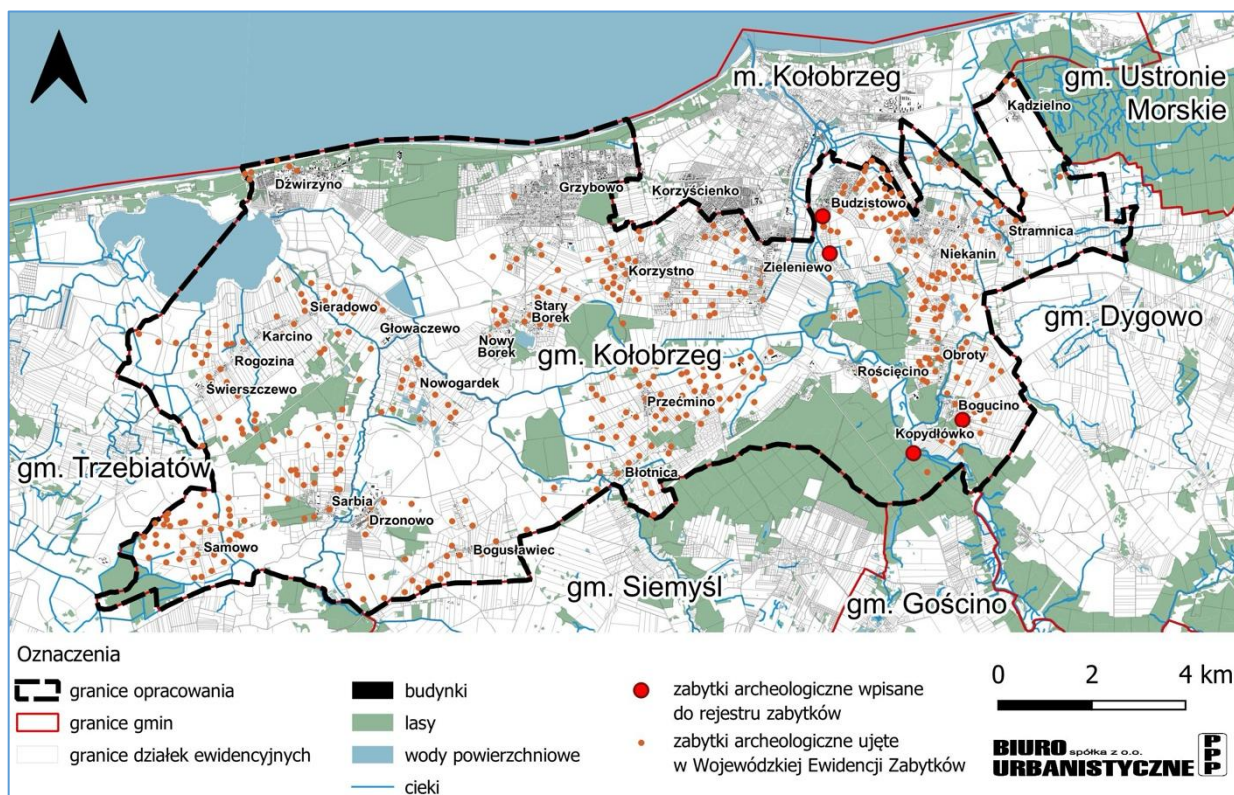 m. Kołobrzeg
gm. Ustronie
Morskie
Kądzielno
Dźwirzyno
Grzybowo
Korzyścienko
Budzistowo
Stramnica
Niekanin
Zieleniewo
Korzystno
Sieradowo
Stary
Borek
Głowaczewo
Karcino
Nowy
Borek
gm. Kołobrzeg
gm. Dygowo
Rogozina
Obroty
Świerszczewo
Nowogardek
Rościęcino
Przećmino
Bogucino
Kopydłówko
gm. Trzebiatów
Błotnica
Sarbia
Drzonowo
Samowo
Bogusławiec
gm. Siemyśl
gm. Gościno
Oznaczenia
granice opracowania
granice gmin
granice działek ewidencyjnych
budynki
lasy
wody powierzchniowe
cieki
zabytki archeologiczne wpisane
do rejestru zabytków
zabytki archeologiczne ujęte
w Wojewódzkiej Ewidencji Zabytków
0 2 4 km
BIURO spółka z o.o.
URBANISTYCZNE
PPP